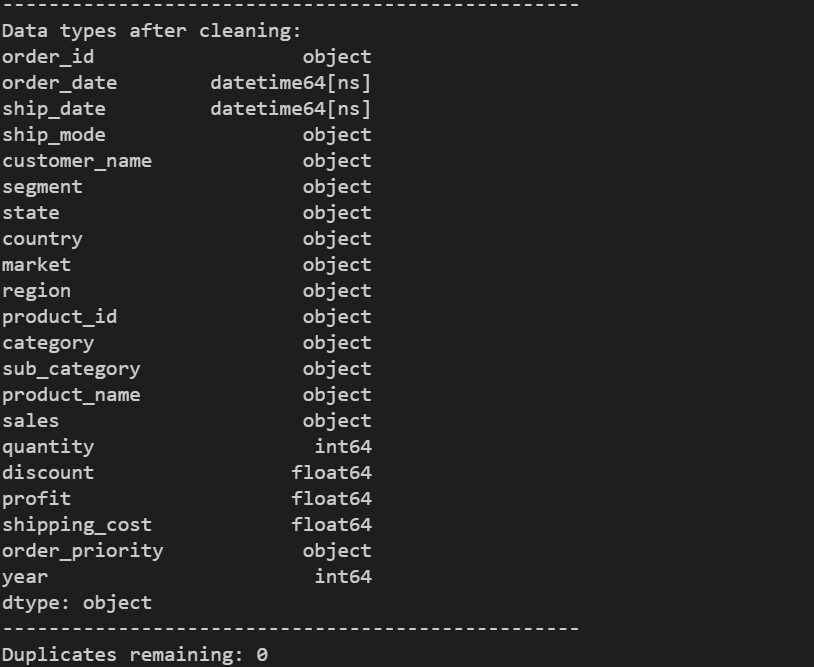 --------------------------------------------------
Data types after cleaning:
order_id                  object
order_date        datetime64[ns]
ship_date         datetime64[ns]
ship_mode                 object
customer_name             object
segment                   object
state                     object
country                   object
market                    object
region                    object
product_id                object
category                  object
sub_category              object
product_name              object
sales                     object
quantity                   int64
discount                 float64
profit                   float64
shipping_cost            float64
order_priority            object
year                       int64
dtype: object
--------------------------------------------------
Duplicates remaining: 0